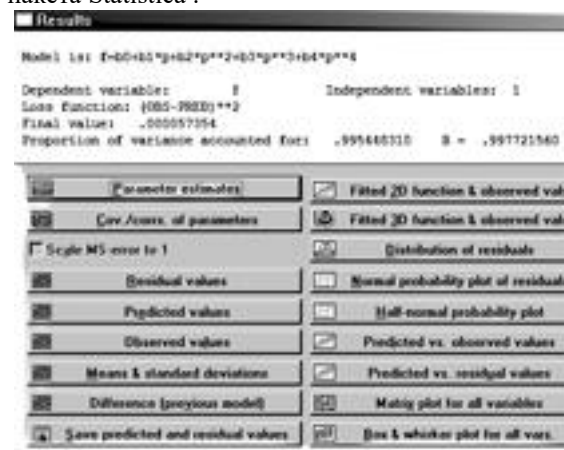 пакета Statistica .
Results
Model is: f=b0+b1*p+b2*p**2+b3*p**3+b4*p**4
Dependent variable: f Independent variables: 1
Loss function: (OBS-PRED)**2
Final value: .000057354
Proportion of variance accounted for: .995448310 R = .997721560
Parameter estimates
Fitted 2D function & observed val
Cov./corrs. of parameters
Fitted 3D function & observed val
Scale MS-error to 1
Distribution of residuals
Residual values
Normal probability plot of residual
Predicted values
Half-normal probability plot
Observed values
Predicted vs. observed values
Means & standard deviations
Predicted vs. residual values
Difference (previous model)
Matrix plot for all variables
Save predicted and residual values
Box & whisker plot for all vars.